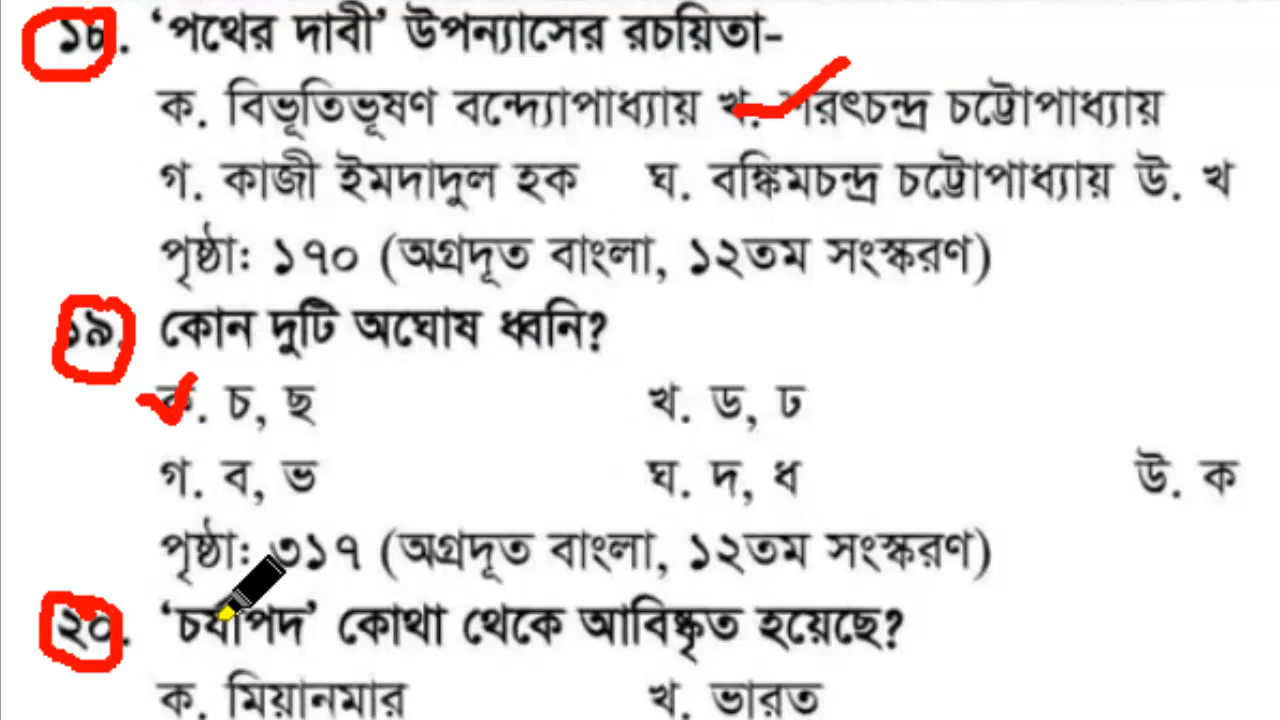 ১৮. ‘পথের দাবী’ উপন্যাসের রচয়িতা-
ক. বিভূতিভূষণ বন্দ্যোপাধ্যায় খ. শরৎচন্দ্র চট্টোপাধ্যায়
গ. কাজী ইমদাদুল হক ঘ. বঙ্কিমচন্দ্র চট্টোপাধ্যায় উ. খ
পৃষ্ঠা: ১৭০ (অগ্রদূত বাংলা, ১২তম সংস্করণ)
১৯. কোন দুটি অঘোষ ধ্বনি?
ক. চ, ছ খ. ড, ঢ
গ. ব, ভ ঘ. দ, ধ উ. ক
পৃষ্ঠা: ৩১৭ (অগ্রদূত বাংলা, ১২তম সংস্করণ)
২০. ‘চর্যাপদ’ কোথা থেকে আবিষ্কৃত হয়েছে?
ক. মিয়ানমার খ. ভারত